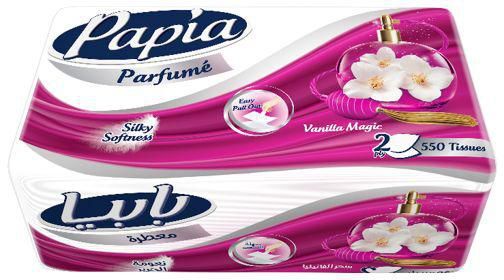 Papia
Parfumé
Easy
Pull Out
Silky
Softness
Vanilla Magic
2 ply 550 Tissues
بابيا
معطرة
سهلة
نعومة
الحرير
سحر الفانيليا